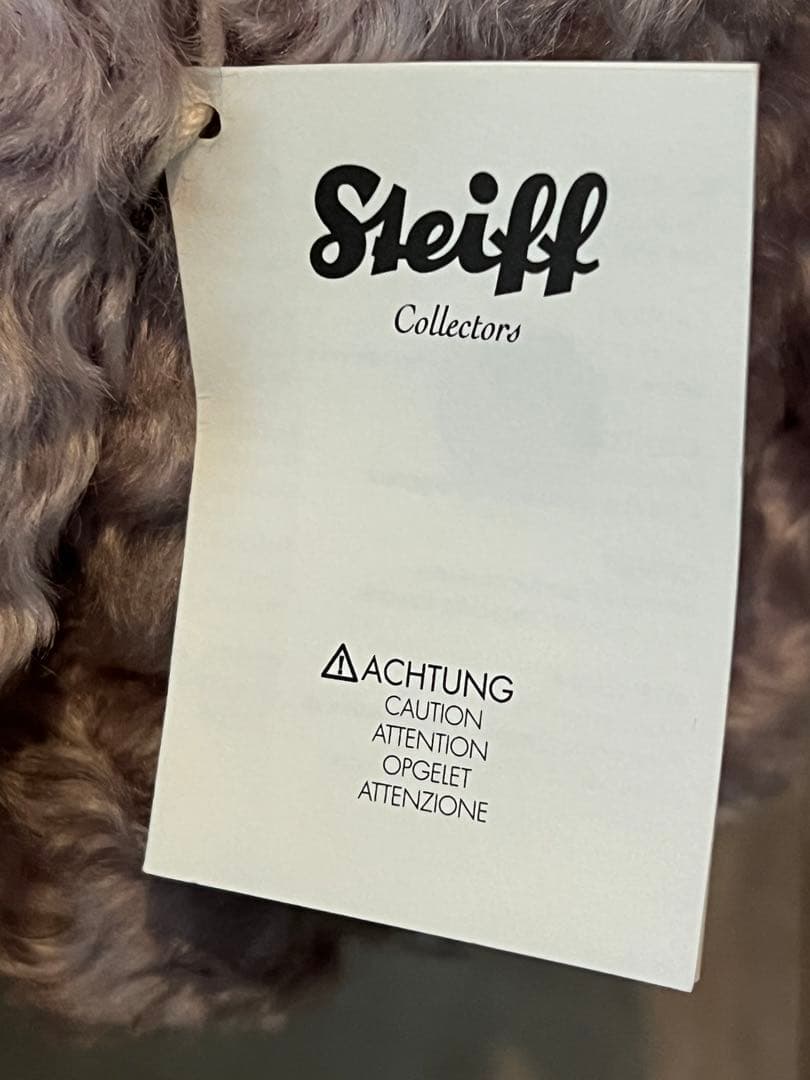 Steiff
Collectors
⚠ ACHTUNG
CAUTION
ATTENTION
OPGELET
ATTENZIONE